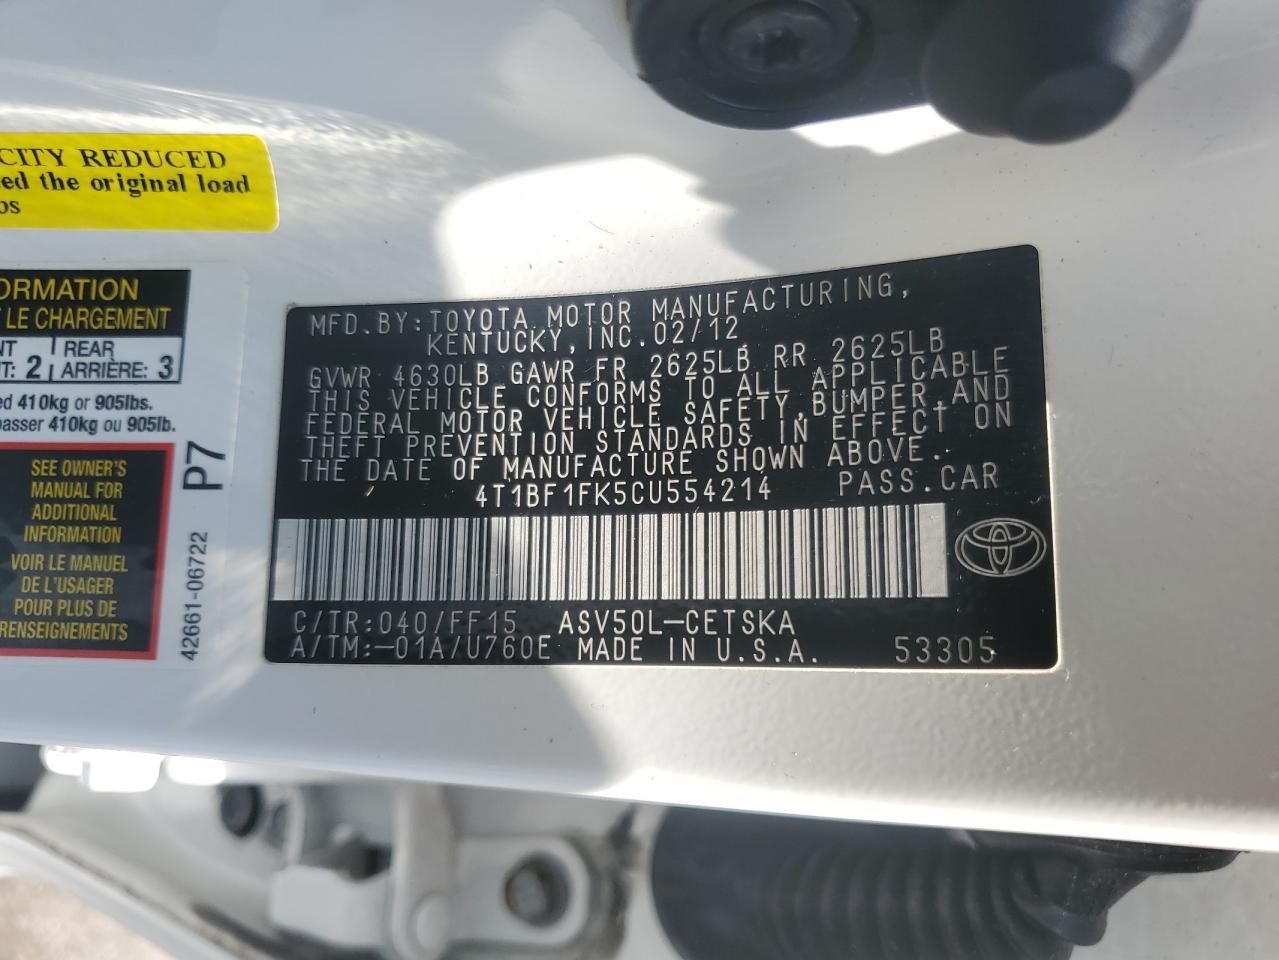 CITY REDUCED
ed the original load
os
ORMATION
LE CHARGEMENT
NT 2 REAR
T: ARRIÈRE: 3
ed 410kg or 905lbs.
passer 410kg ou 905lb.
SEE OWNER'S
MANUAL FOR
ADDITIONAL
INFORMATION
VOIR LE MANUEL
DE L'USAGER
POUR PLUS DE
RENSEIGNEMENTS
P7
42661-06722
MFD.BY:TOYOTA MOTOR MANUFACTURING,
KENTUCKY,INC.02/12
GVWR 4630LB GAWR FR 2625LB RR 2625LB
THIS VEHICLE CONFORMS TO ALL APPLICABLE
FEDERAL MOTOR VEHICLE SAFETY,BUMPER,AND
THEFT PREVENTION STANDARDS IN EFFECT ON
THE DATE OF MANUFACTURE SHOWN ABOVE.
4T1BF1FK5CU554214 PASS.CAR
C/TR:040/FF15 ASV50L-CETSKA
A/TM:-01A/U760E MADE IN U.S.A. 53305